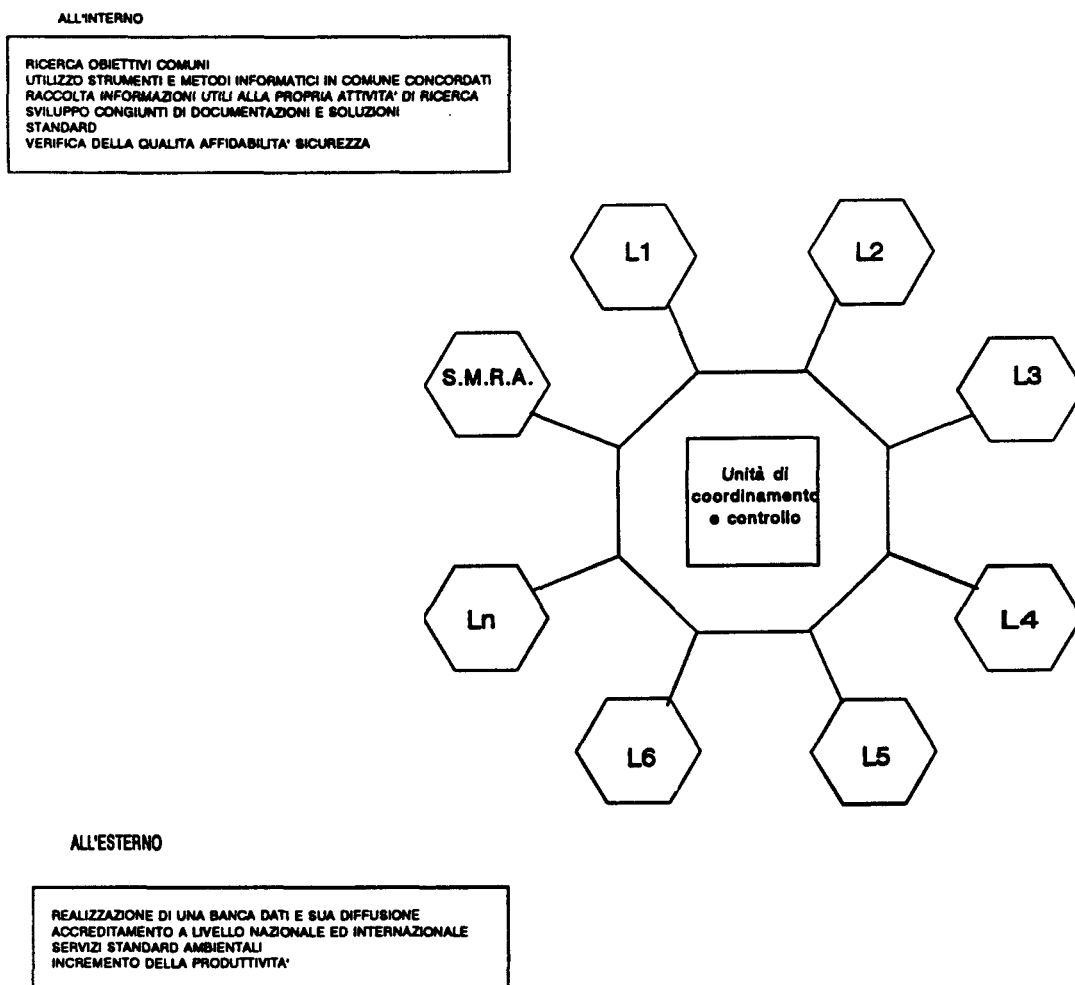 ALL'INTERNO
RICERCA OBIETTIVI COMUNI
UTILIZZO STRUMENTI E METODI INFORMATICI IN COMUNE CONCORDATI
RACCOLTA INFORMAZIONI UTILI ALLA PROPRIA ATTIVITA' DI RICERCA
SVILUPPO CONGIUNTI DI DOCUMENTAZIONI E SOLUZIONI
STANDARD
VERIFICA DELLA QUALITA AFFIDABILITA' SICUREZZA
L1
L2
S.M.R.A.
L3
Unità di
coordinamento
e controllo
Ln
L4
L6
L5
ALL'ESTERNO
REALIZZAZIONE DI UNA BANCA DATI E SUA DIFFUSIONE
ACCREDITAMENTO A LIVELLO NAZIONALE ED INTERNAZIONALE
SERVIZI STANDARD AMBIENTALI
INCREMENTO DELLA PRODUTTIVITA'